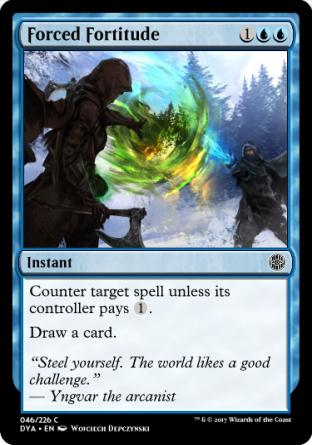 Forced Fortitude 1
Instant
Counter target spell unless its
controller pays 1.
Draw a card.
“Steel yourself. The world likes a good
challenge.”
— Yngvar the arcanist
046/226 C
DYA • EN Wojciech Depczynski
™ & © 2017 Wizards of the Coast